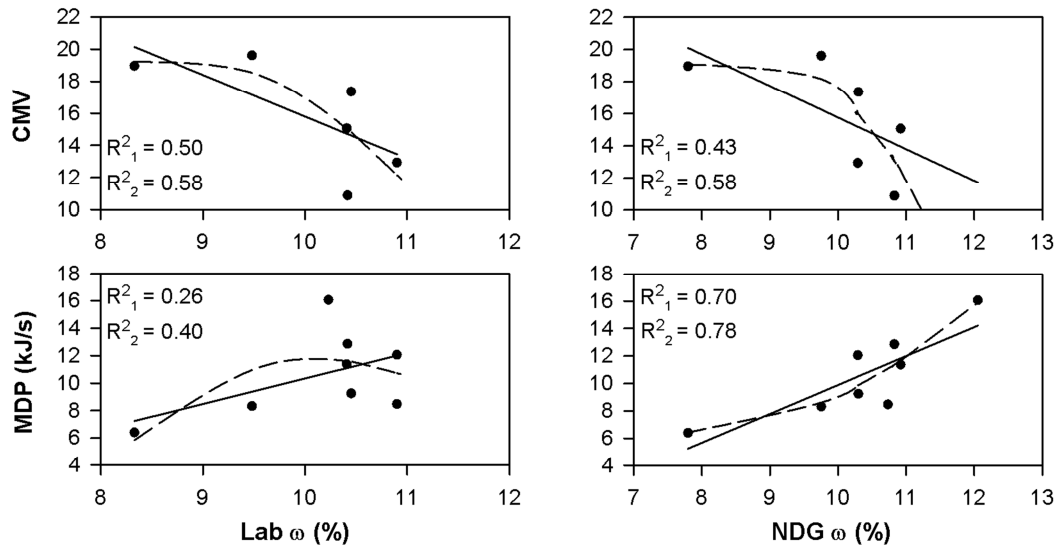 22
20
18
16
14
12
10
CMV
R²₁ = 0.50
R²₂ = 0.58
8 9 10 11 12
22
20
18
16
14
12
10
R²₁ = 0.43
R²₂ = 0.58
7 8 9 10 11 12 13
18
16
14
12
10
8
6
4
MDP (kJ/s)
R²₁ = 0.26
R²₂ = 0.40
8 9 10 11 12
Lab ω (%)
18
16
14
12
10
8
6
4
R²₁ = 0.70
R²₂ = 0.78
7 8 9 10 11 12 13
NDG ω (%)